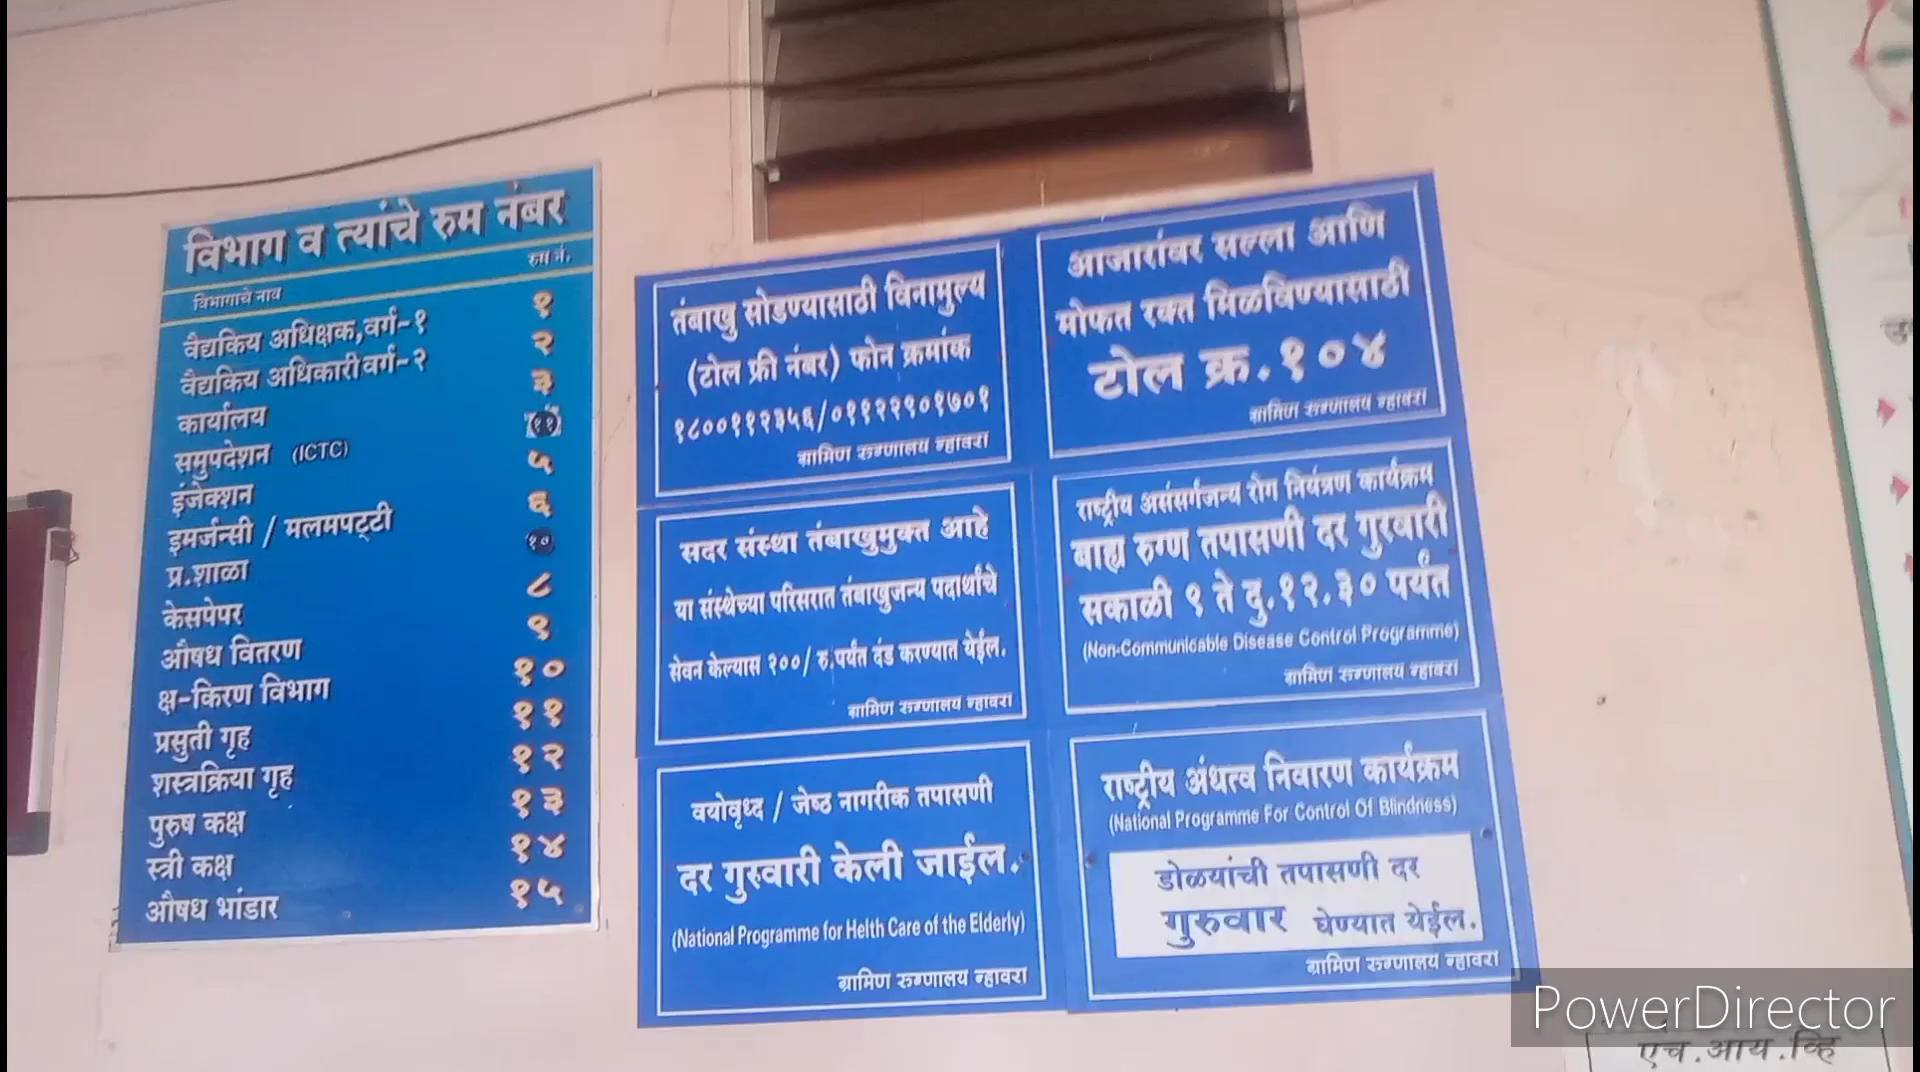 विभाग व त्यांचे रुम नंबर
विभागाचे नाव रुम नं.
वैद्यकिय अधिक्षक,वर्ग-१ १
वैद्यकिय अधिकारी वर्ग-२ २
कार्यालय ३
समुपदेशन (ICTC) ११
इंजेक्शन ५
इमर्जन्सी / मलमपट्टी ६
प्र.शाळा १०
केसपेपर ८
औषध वितरण ९
क्ष-किरण विभाग १०
प्रसुती गृह ११
शस्त्रक्रिया गृह १२
पुरुष कक्ष १३
स्त्री कक्ष १४
औषध भांडार १५
तंबाखु सोडण्यासाठी विनामुल्य
(टोल फ्री नंबर) फोन क्रमांक
१८००११२३५६/०११२२९०१७०१
ग्रामिण रुग्णालय न्हावरा
आजारांवर सल्ला आणि
मोफत रक्त मिळविण्यासाठी
टोल क्र.१०४
ग्रामिण रुग्णालय न्हावरा
सदर संस्था तंबाखुमुक्त आहे
या संस्थेच्या परिसरात तंबाखुजन्य पदार्थांचे
सेवन केल्यास २००/ रु.पर्यंत दंड करण्यात येईल.
ग्रामिण रुग्णालय न्हावरा
राष्ट्रीय असंसर्गजन्य रोग नियंत्रण कार्यक्रम
बाह्य रुग्ण तपासणी दर गुरवारी
सकाळी ९ ते दु.१२.३० पर्यंत
(Non-Communicable Disease Control Programme)
ग्रामिण रुग्णालय न्हावरा
वयोवृध्द / जेष्ठ नागरीक तपासणी
दर गुरुवारी केली जाईल.
(National Programme for Helth Care of the Elderly)
ग्रामिण रुग्णालय न्हावरा
राष्ट्रीय अंधत्व निवारण कार्यक्रम
(National Programme For Control Of Blindness)
डोळयांची तपासणी दर
गुरुवार घेण्यात येईल.
ग्रामिण रुग्णालय न्हावरा
PowerDirector
एच.आय.व्हि